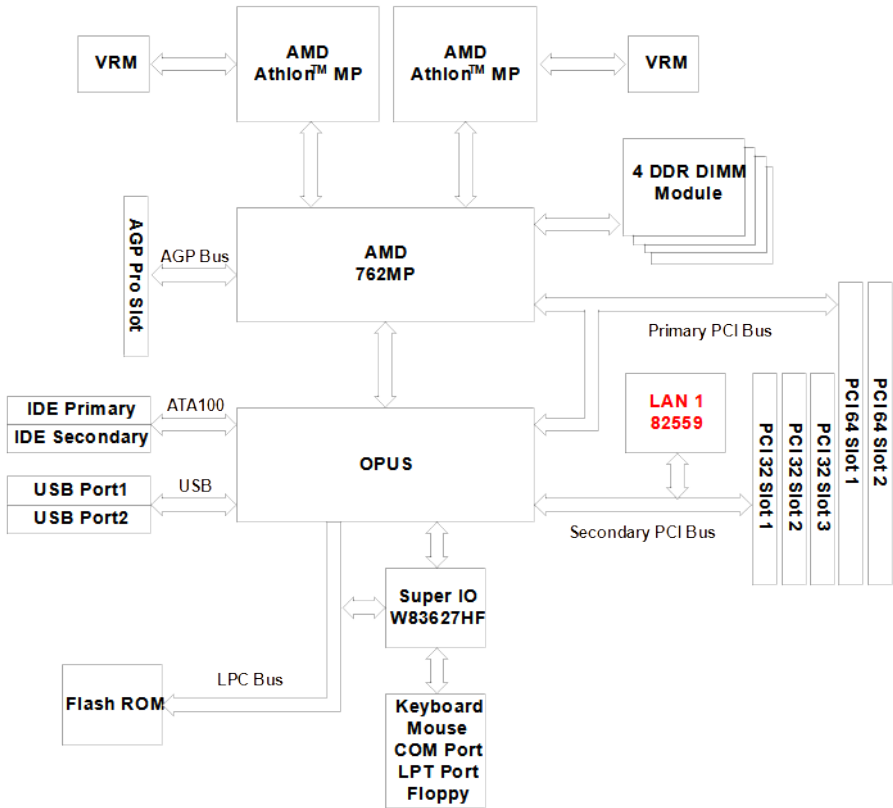 VRM
AMD
Athlon™ MP
AMD
Athlon™ MP
VRM
4 DDR DIMM
Module
AGP Pro Slot
AGP Bus
AMD
762MP
Primary PCI Bus
PCI64 Slot 1
PCI64 Slot 2
IDE Primary
IDE Secondary
ATA100
OPUS
LAN 1
82559
PCI32 Slot 1
PCI32 Slot 2
PCI32 Slot 3
USB Port1
USB Port2
USB
Secondary PCI Bus
Super IO
W83627HF
Flash ROM
LPC Bus
Keyboard
Mouse
COM Port
LPT Port
Floppy